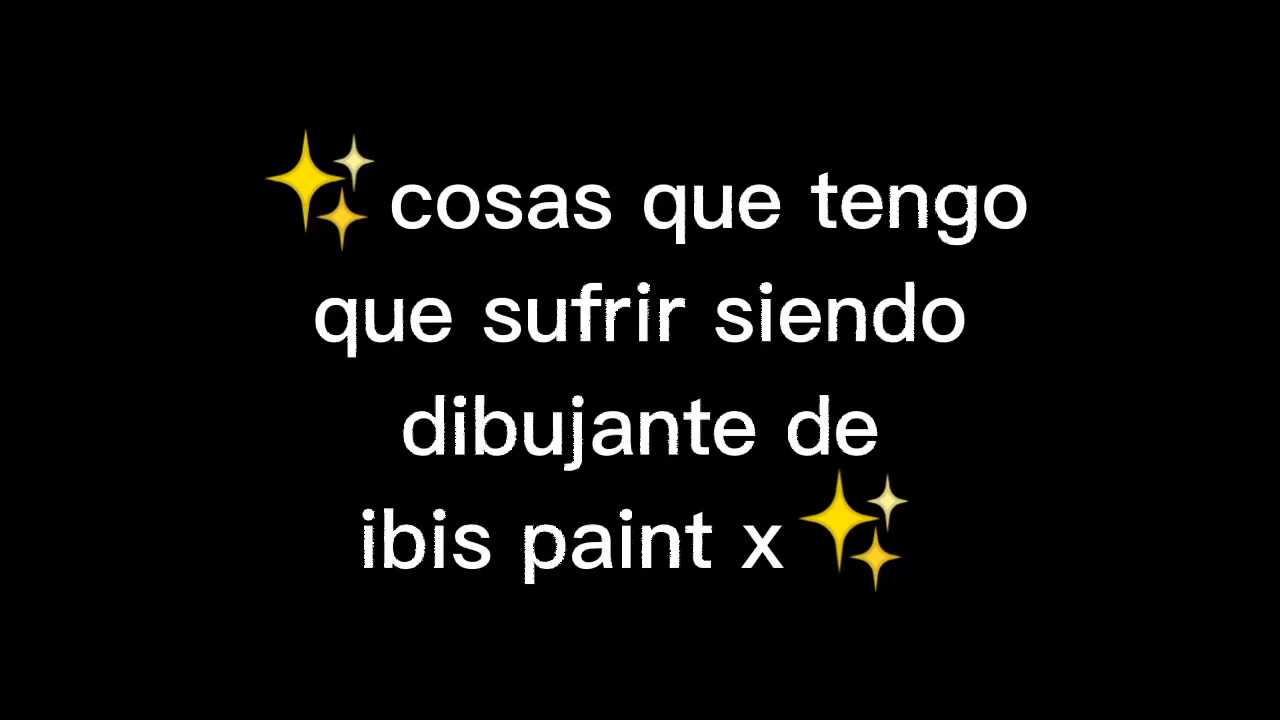 ✨cosas que tengo
que sufrir siendo
dibujante de
ibis paint x✨